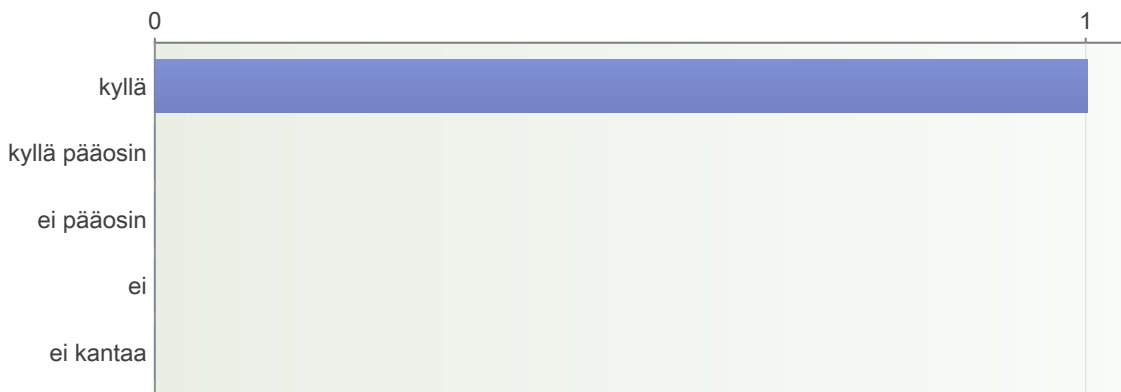 0 1
kyllä
kyllä pääosin
ei pääosin
ei
ei kantaa